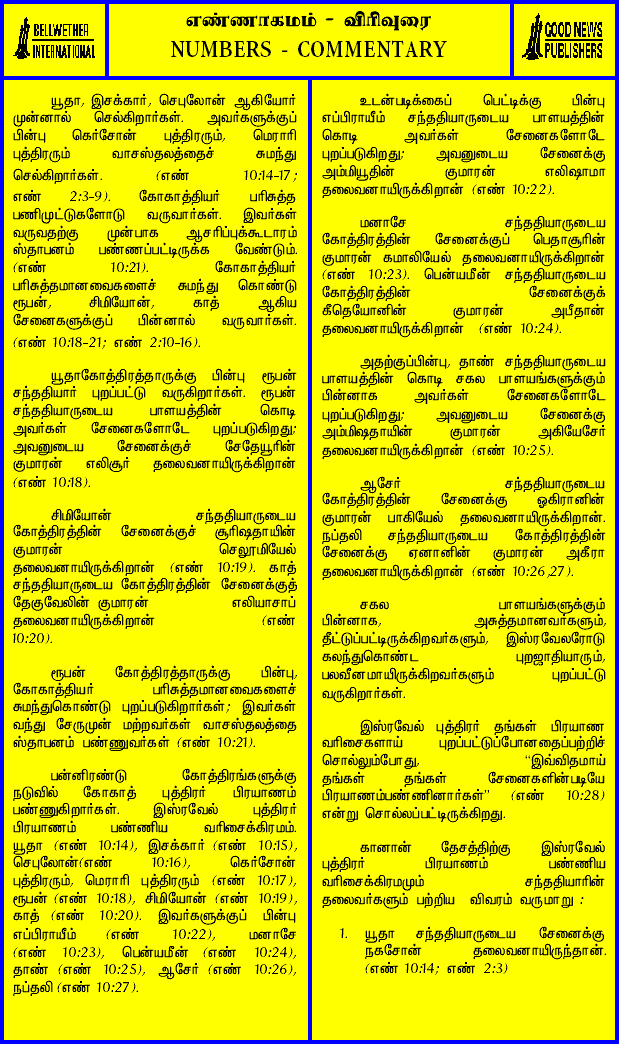 BELLWETHER
INTERNATIONAL
எண்ணாகமம் - விரிவுரை
NUMBERS - COMMENTARY
GOOD NEWS
PUBLISHERS
யூதா, இசக்கார், செபுலோன் ஆகியோர்
முன்னால் செல்கிறார்கள். அவர்களுக்குப்
பின்பு கெர்சோன் புத்திரரும், மெராரி
புத்திரரும் வாசஸ்தலத்தைச் சுமந்து
செல்கிறார்கள். (எண் 10:14-17;
எண் 2:3-9). கோகாத்தியர் பரிசுத்த
பணிமுட்டுகளோடு வருவார்கள். இவர்கள்
வருவதற்கு முன்பாக ஆசரிப்புக்கூடாரம்
ஸ்தாபனம் பண்ணப்பட்டிருக்க வேண்டும்.
(எண் 10:21). கோகாத்தியர்
பரிசுத்தமானவைகளைச் சுமந்து கொண்டு
ரூபன், சிமியோன், காத் ஆகிய
சேனைகளுக்குப் பின்னால் வருவார்கள்.
(எண் 10:18-21; எண் 2:10-16).
யூதாகோத்திரத்தாருக்கு பின்பு ரூபன்
சந்ததியார் புறப்பட்டு வருகிறார்கள். ரூபன்
சந்ததியாருடைய பாளயத்தின் கொடி
அவர்கள் சேனைகளோடே புறப்படுகிறது;
அவனுடைய சேனைக்குச் சேதேயூரின்
குமாரன் எலிசூர் தலைவனாயிருக்கிறான்
(எண் 10:18).
சிமியோன் சந்ததியாருடைய
கோத்திரத்தின் சேனைக்குச் சூரிஷதாயின்
குமாரன் செலூமியேல்
தலைவனாயிருக்கிறான் (எண் 10:19). காத்
சந்ததியாருடைய கோத்திரத்தின் சேனைக்குத்
தேகுவேலின் குமாரன் எலியாசாப்
தலைவனாயிருக்கிறான் (எண்
10:20).
ரூபன் கோத்திரத்தாருக்கு பின்பு,
கோகாத்தியர் பரிசுத்தமானவைகளைச்
சுமந்துகொண்டு புறப்படுகிறார்கள்; இவர்கள்
வந்து சேருமுன் மற்றவர்கள் வாசஸ்தலத்தை
ஸ்தாபனம் பண்ணுவர்கள் (எண் 10:21).
பன்னிரண்டு கோத்திரங்களுக்கு
நடுவில் கோகாத் புத்திரர் பிரயாணம்
பண்ணுகிறார்கள். இஸ்ரவேல் புத்திரர்
பிரயாணம் பண்ணிய வரிசைக்கிரமம்.
யூதா (எண் 10:14), இசக்கார் (எண் 10:15),
செபுலோன்(எண் 10:16), கெர்சோன்
புத்திரரும், மெராரி புத்திரரும் (எண் 10:17),
ரூபன் (எண் 10:18), சிமியோன் (எண் 10:19),
காத் (எண் 10:20). இவர்களுக்குப் பின்பு
எப்பிராயீம் (எண் 10:22), மனாசே
(எண் 10:23), பென்யமீன் (எண் 10:24),
தாண் (எண் 10:25), ஆசேர் (எண் 10:26),
நப்தலி (எண் 10:27).
உடன்படிக்கைப் பெட்டிக்கு பின்பு
எப்பிராயீம் சந்ததியாருடைய பாளயத்தின்
கொடி அவர்கள் சேனைகளோடே
புறப்படுகிறது; அவனுடைய சேனைக்கு
அம்மியூதின் குமாரன் எலிஷாமா
தலைவனாயிருக்கிறான் (எண் 10:22).
மனாசே சந்ததியாருடைய
கோத்திரத்தின் சேனைக்குப் பெதாசூரின்
குமாரன் கமாலியேல் தலைவனாயிருக்கிறான்
(எண் 10:23). பென்யமீன் சந்ததியாருடைய
கோத்திரத்தின் சேனைக்குக்
கீதெயோனின் குமாரன் அபீதான்
தலைவனாயிருக்கிறான் (எண் 10:24).
அதற்குப்பின்பு, தாண் சந்ததியாருடைய
பாளயத்தின் கொடி சகல பாளயங்களுக்கும்
பின்னாக அவர்கள் சேனைகளோடே
புறப்படுகிறது; அவனுடைய சேனைக்கு
அம்மிஷதாயின் குமாரன் அகியேசேர்
தலைவனாயிருக்கிறான் (எண் 10:25).
ஆசேர் சந்ததியாருடைய
கோத்திரத்தின் சேனைக்கு ஓகிரானின்
குமாரன் பாகியேல் தலைவனாயிருக்கிறான்.
நப்தலி சந்ததியாருடைய கோத்திரத்தின்
சேனைக்கு ஏனானின் குமாரன் அகீரா
தலைவனாயிருக்கிறான் (எண் 10:26,27).
சகல பாளயங்களுக்கும்
பின்னாக, அசுத்தமானவர்களும்,
தீட்டுப்பட்டிருக்கிறவர்களும், இஸ்ரவேலரோடு
கலந்துகொண்ட புறஜாதியாரும்,
பலவீனமாயிருக்கிறவர்களும் புறப்பட்டு
வருகிறார்கள்.
இஸ்ரவேல் புத்திரர் தங்கள் பிரயாண
வரிசைகளாய் புறப்பட்டுப்போனதைப்பற்றிச்
சொல்லும்போது, "இவ்விதமாய்
தங்கள் தங்கள் சேனைகளின்படியே
பிரயாணம்பண்ணினார்கள்" (எண் 10:28)
என்று சொல்லப்பட்டிருக்கிறது.
கானான் தேசத்திற்கு இஸ்ரவேல்
புத்திரர் பிரயாணம் பண்ணிய
வரிசைக்கிரமமும் சந்ததியாரின்
தலைவர்களும் பற்றிய விவரம் வருமாறு :
1. யூதா சந்ததியாருடைய சேனைக்கு
நகசோன் தலைவனாயிருந்தான்.
(எண் 10:14; எண் 2:3)